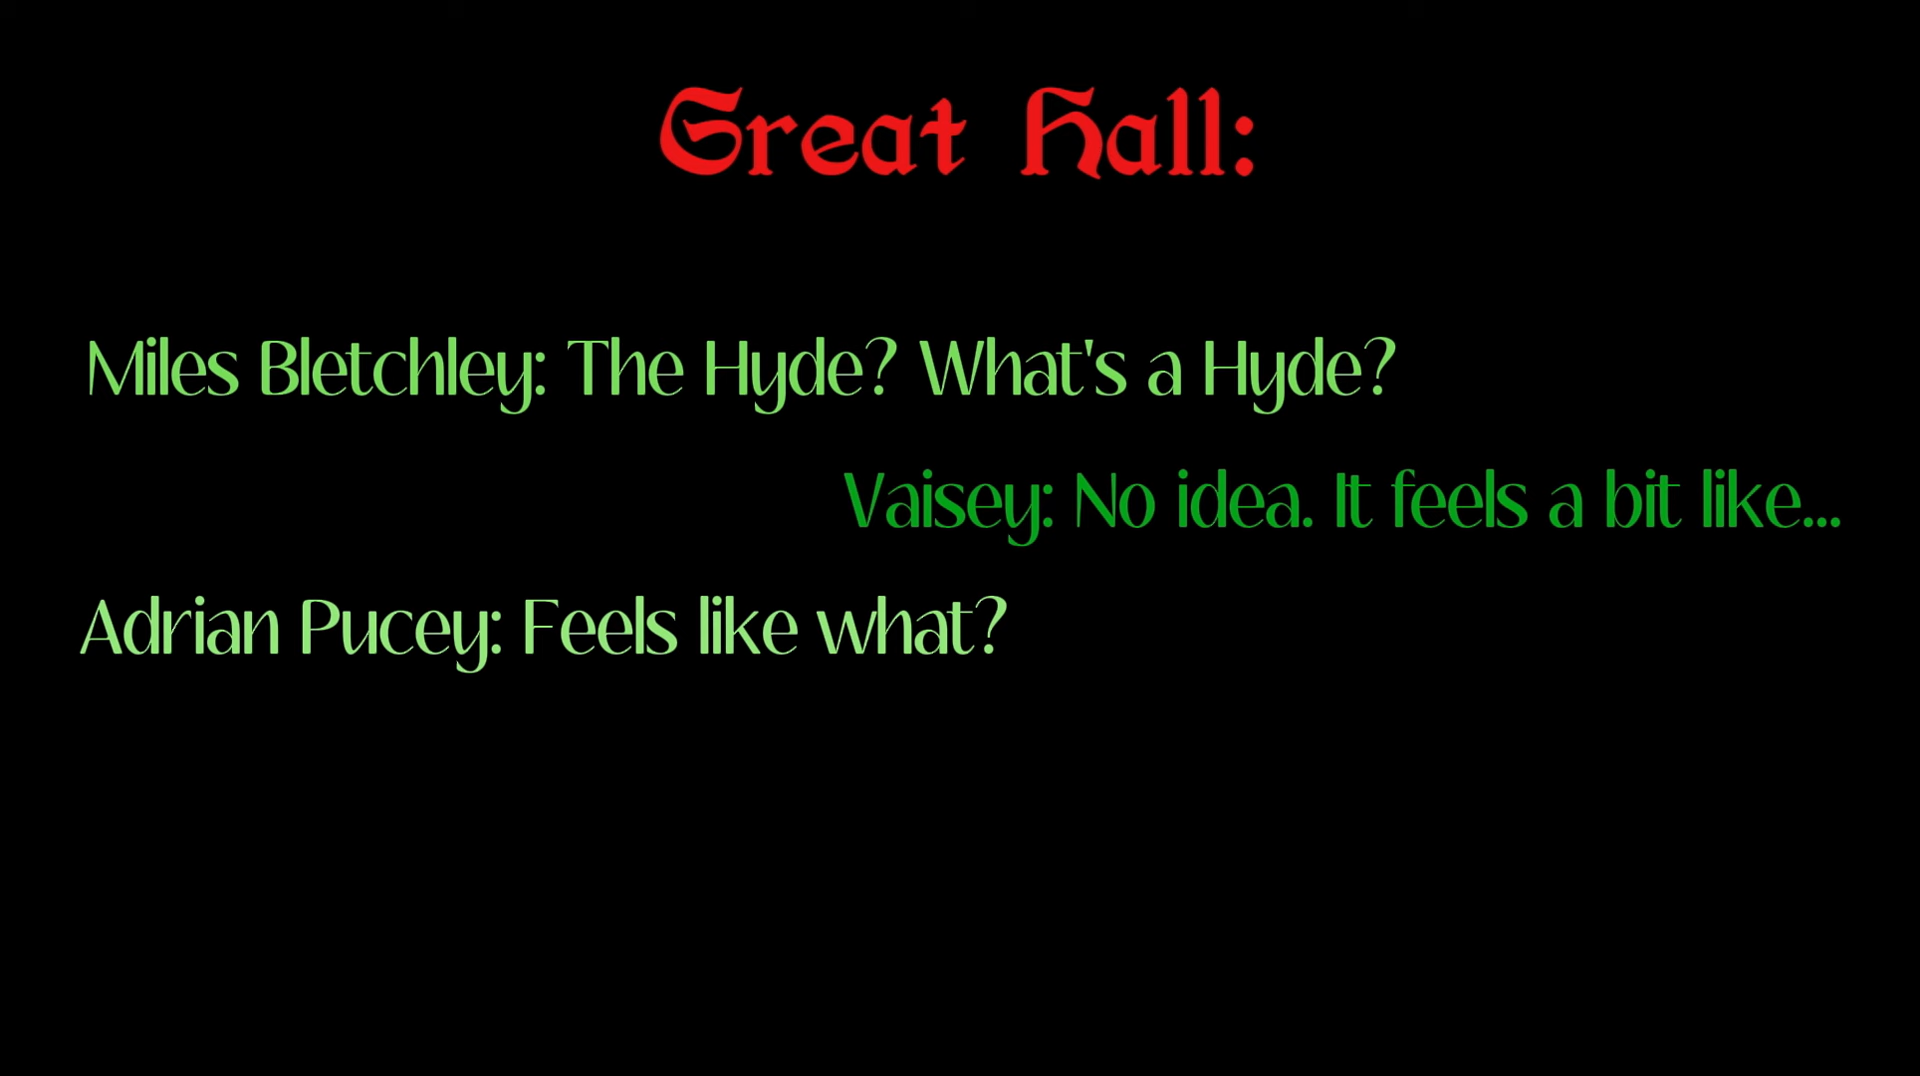 Great Hall:
Miles Bletchley: The Hyde? What's a Hyde?
Vaisey: No idea. It feels a bit like...
Adrian Pucey: Feels like what?